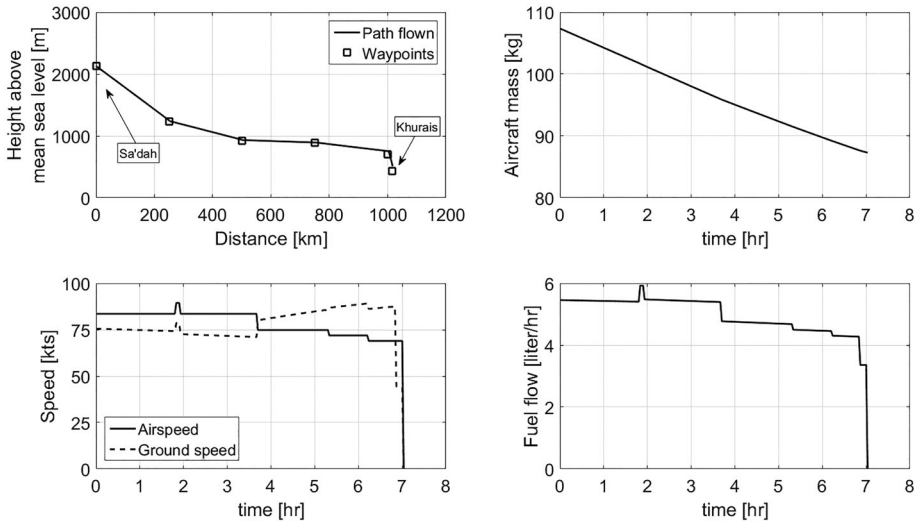 Height above
mean sea level [m]
3000
2000
1000
0
Path flown
Waypoints
Sa'dah
Khurais
0 200 400 600 800 1000 1200
Distance [km]
Aircraft mass [kg]
110
100
90
80
0 1 2 3 4 5 6 7 8
time [hr]
Speed [kts]
100
75
50
25
0
Airspeed
Ground speed
0 1 2 3 4 5 6 7 8
time [hr]
Fuel flow [liter/hr]
6
4
2
0
0 1 2 3 4 5 6 7 8
time [hr]